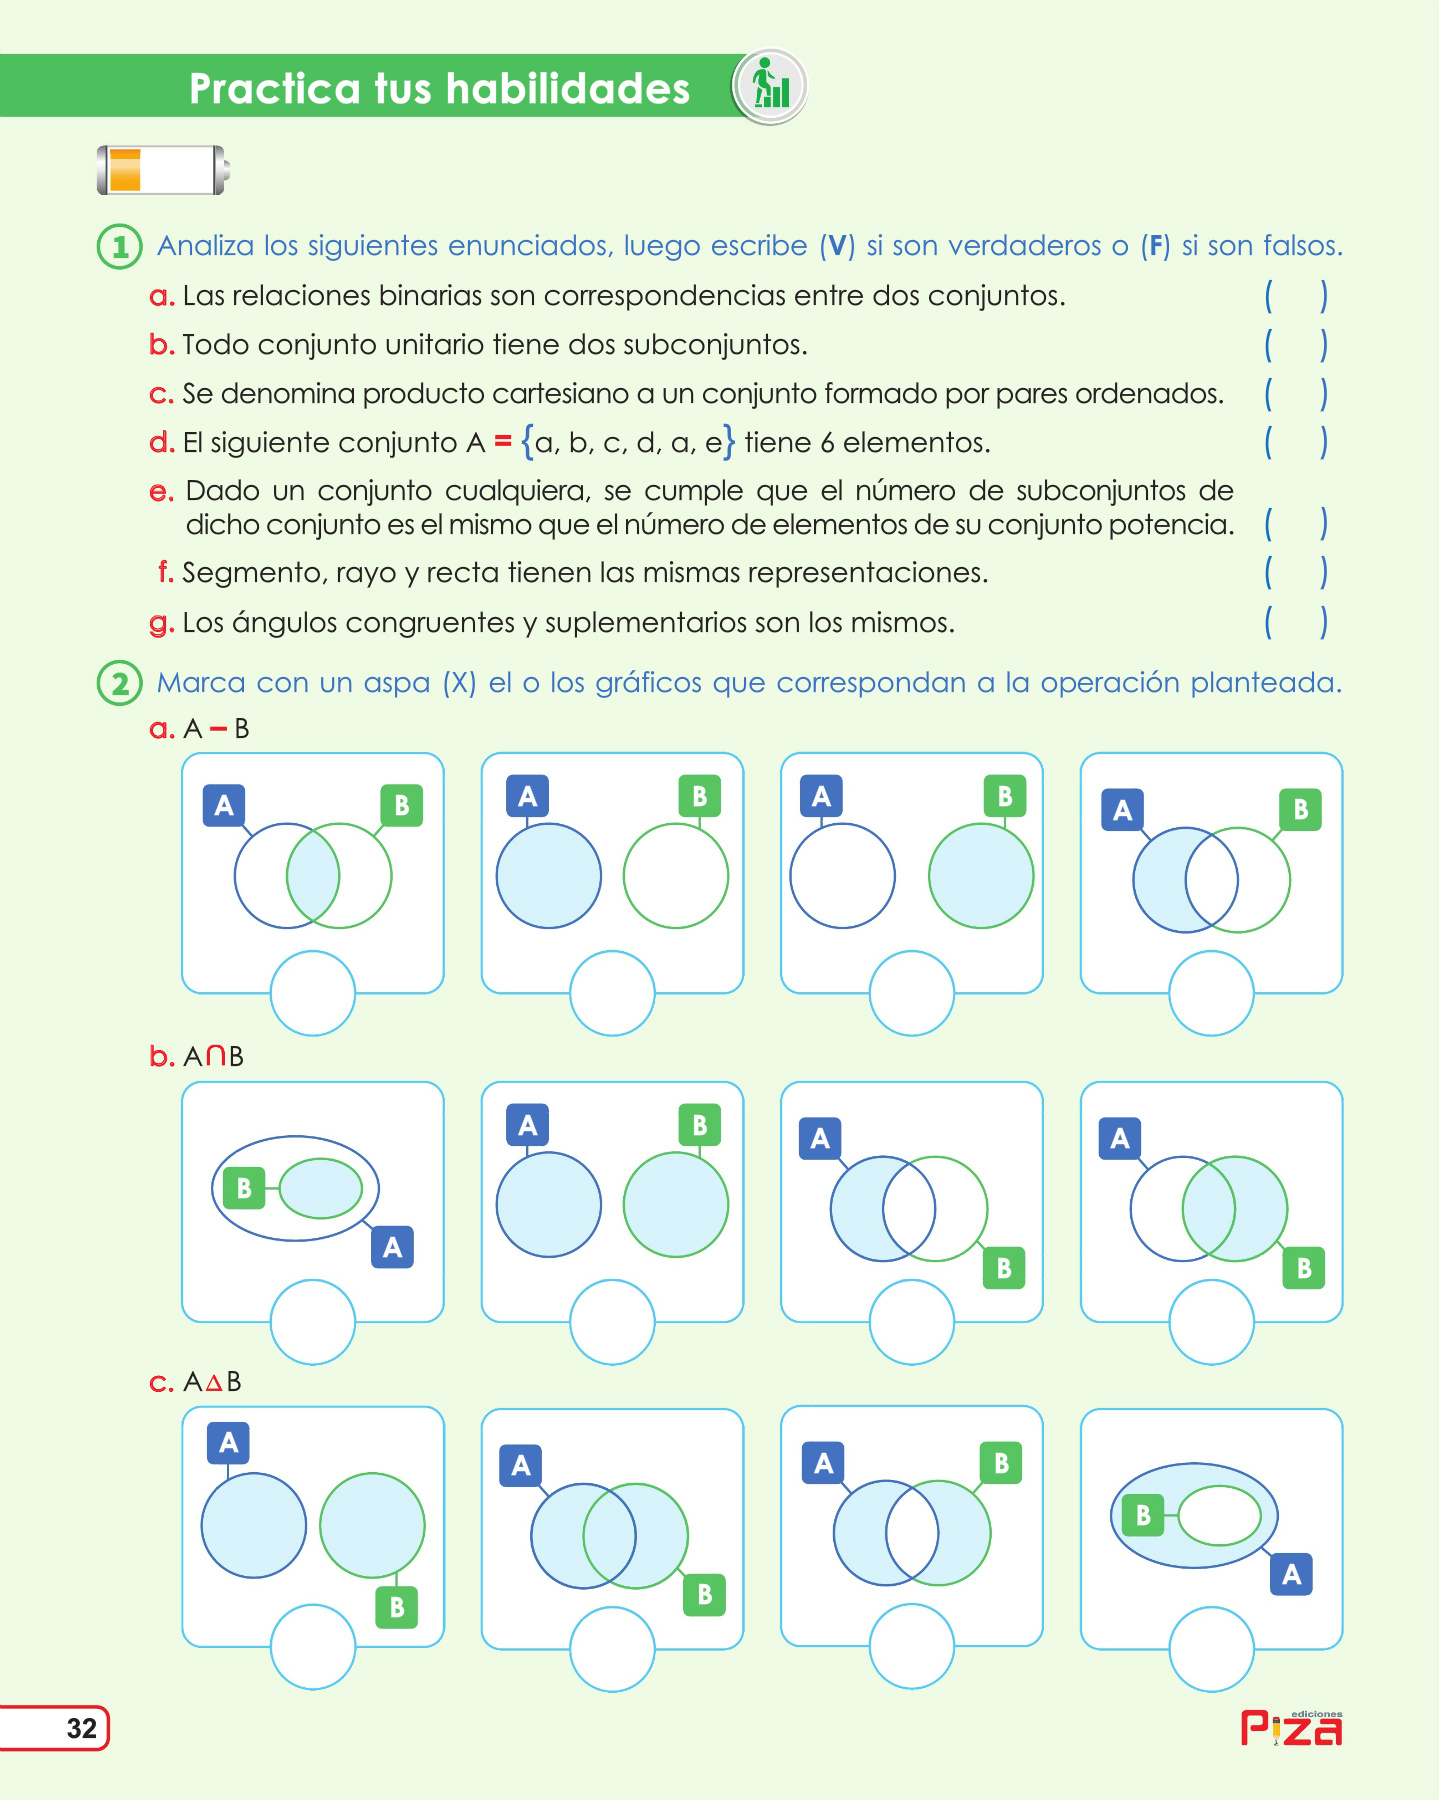 Practica tus habilidades
1 Analiza los siguientes enunciados, luego escribe (V) si son verdaderos o (F) si son falsos.
a. Las relaciones binarias son correspondencias entre dos conjuntos. ( )
b. Todo conjunto unitario tiene dos subconjuntos. ( )
c. Se denomina producto cartesiano a un conjunto formado por pares ordenados. ( )
d. El siguiente conjunto A = {a, b, c, d, a, e} tiene 6 elementos. ( )
e. Dado un conjunto cualquiera, se cumple que el número de subconjuntos de
dicho conjunto es el mismo que el número de elementos de su conjunto potencia. ( )
f. Segmento, rayo y recta tienen las mismas representaciones. ( )
g. Los ángulos congruentes y suplementarios son los mismos. ( )
2 Marca con un aspa (X) el o los gráficos que correspondan a la operación planteada.
a. A – B
A B A B A B A B
b. A∩B
B A A B A B A B
c. A∆B
A B A B A B B A
32
ediciones
Piza